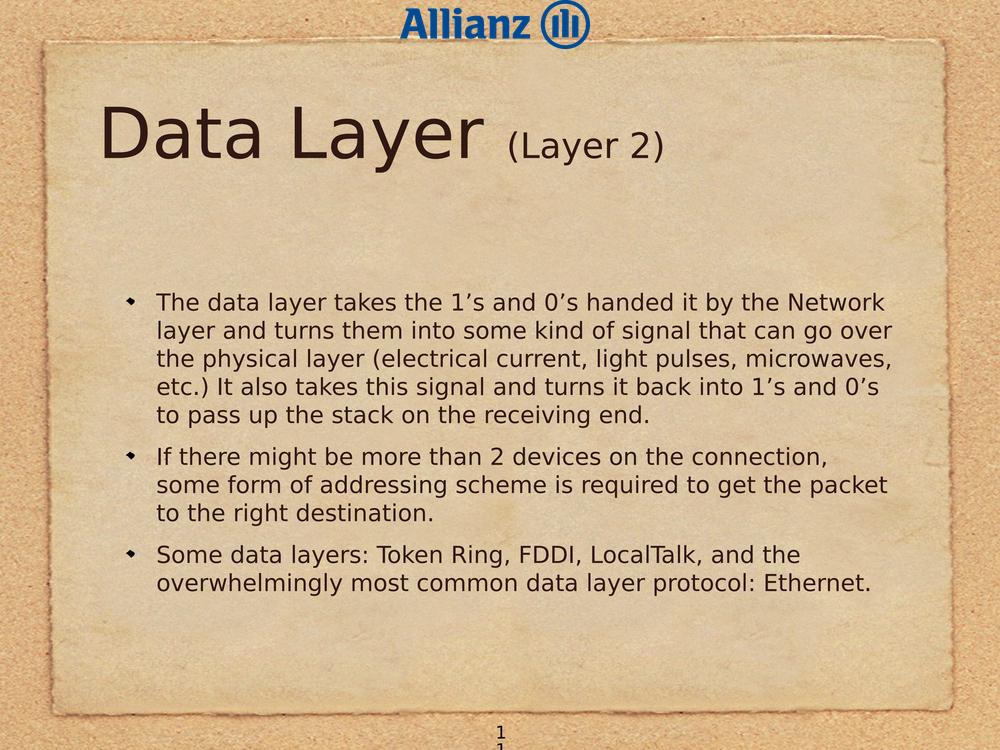 Allianz
Data Layer (Layer 2)
The data layer takes the 1’s and 0’s handed it by the Network
layer and turns them into some kind of signal that can go over
the physical layer (electrical current, light pulses, microwaves,
etc.) It also takes this signal and turns it back into 1’s and 0’s
to pass up the stack on the receiving end.
If there might be more than 2 devices on the connection,
some form of addressing scheme is required to get the packet
to the right destination.
Some data layers: Token Ring, FDDI, LocalTalk, and the
overwhelmingly most common data layer protocol: Ethernet.
1
1